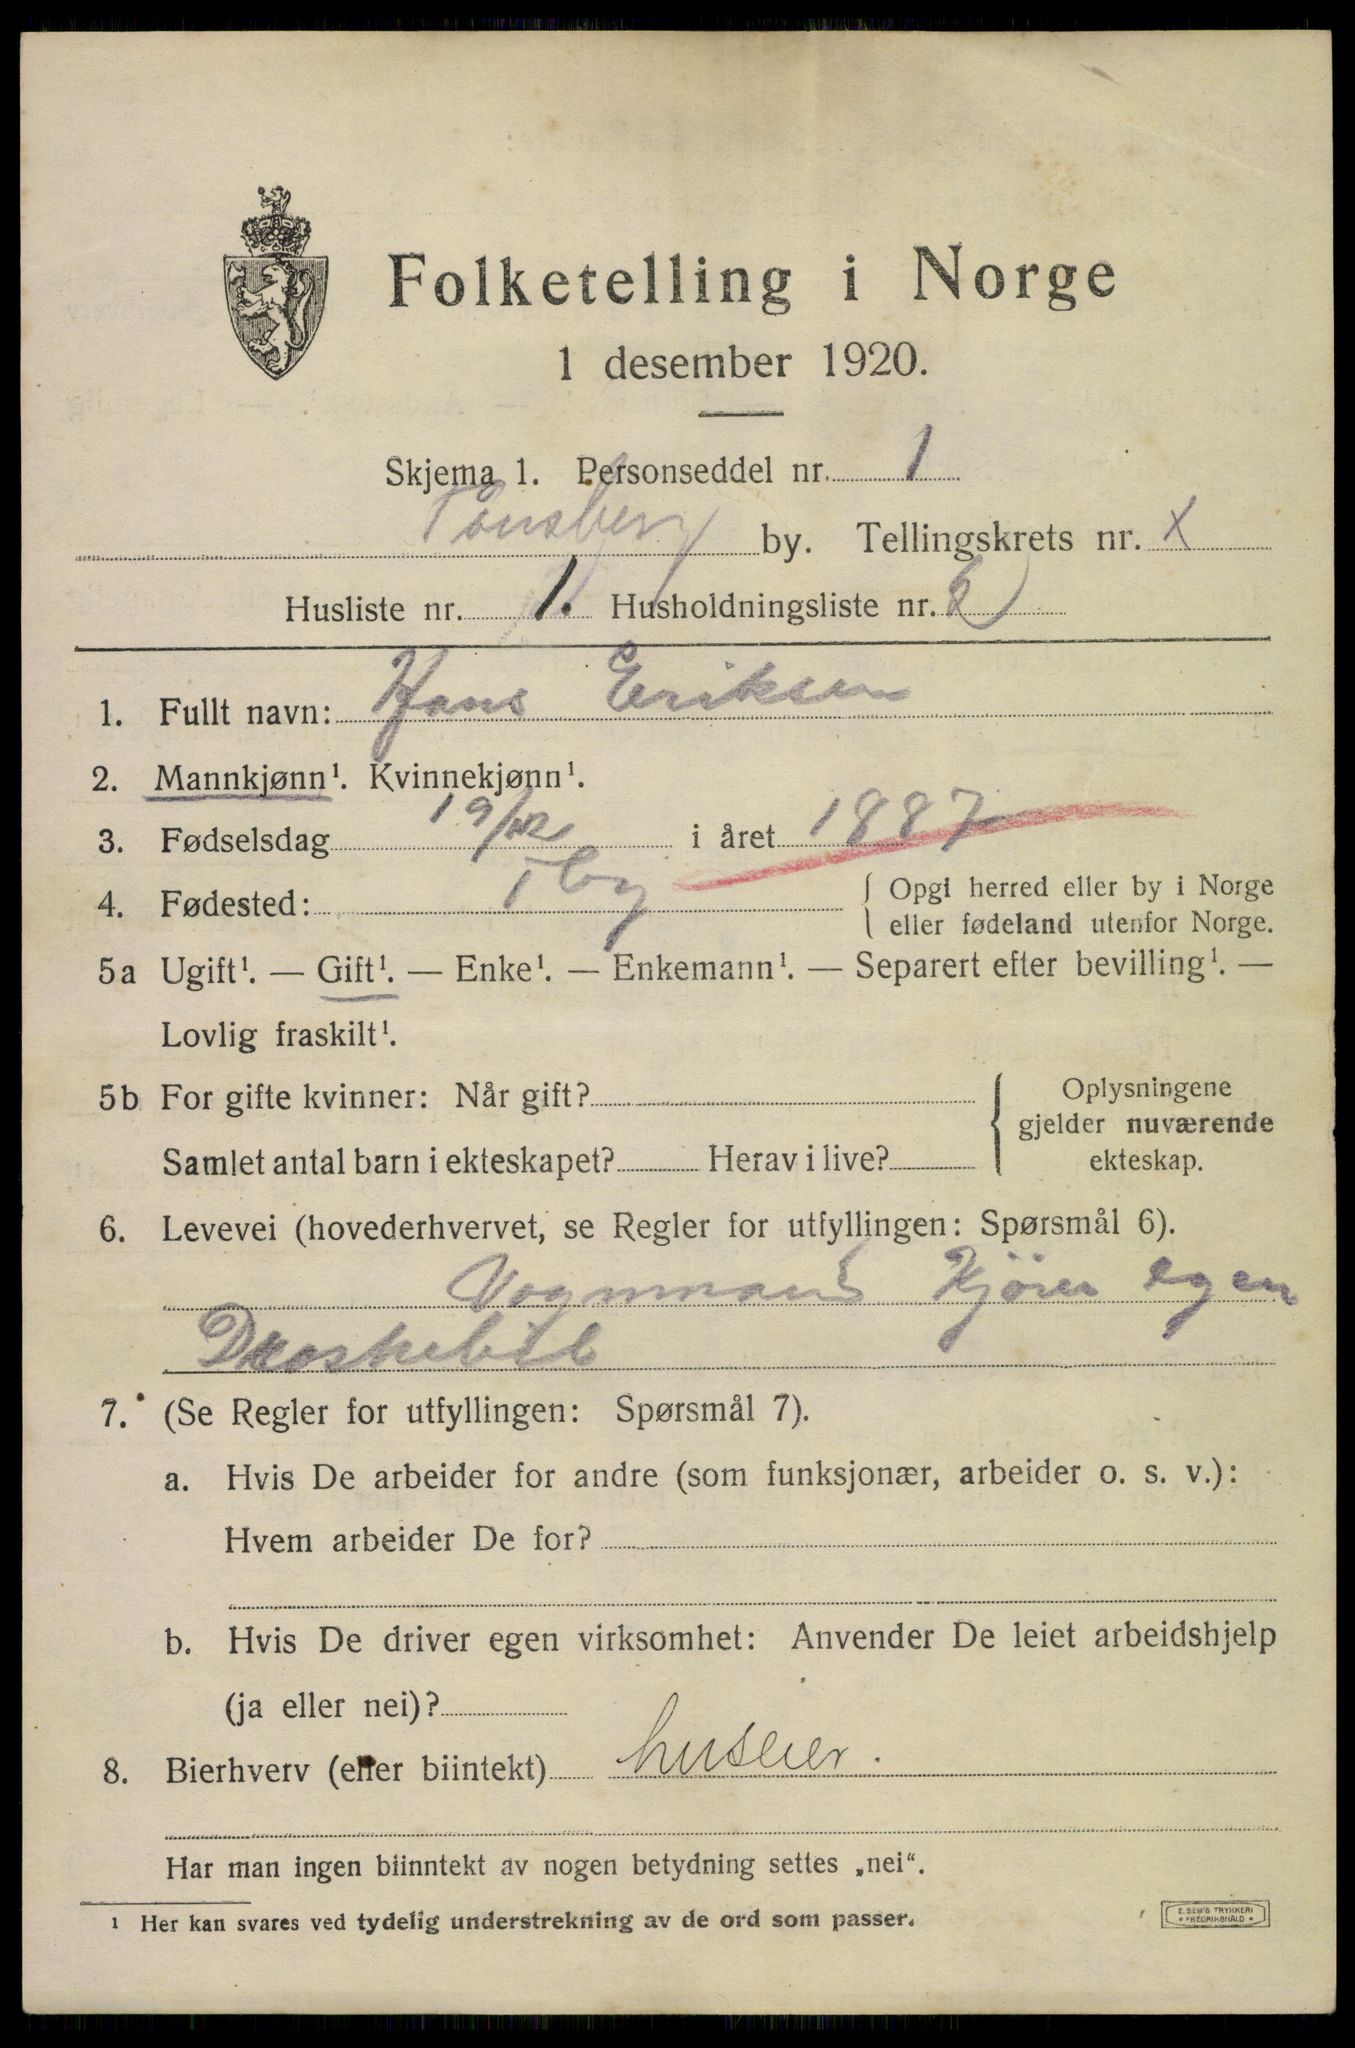 Folketelling i Norge
1 desember 1920.
Skjema 1. Personseddel nr. 1
Tønsberg by. Tellingskrets nr. X
Husliste nr. 1. Husholdningsliste nr.
1. Fullt navn: Hans Eriksen
2. Mannkjønn¹. Kvinnekjønn¹.
3. Fødselsdag 19/12 i året 1887
4. Fødested: Tbg { Opgi herred eller by i Norge
eller fødeland utenfor Norge.
5a Ugift¹. — Gift¹. — Enke¹. — Enkemann¹. — Separert efter bevilling¹. —
Lovlig fraskilt¹.
5b For gifte kvinner: Når gift?
Samlet antal barn i ekteskapet? Herav i live?
Oplysningene
gjelder nuværende
ekteskap.
6. Levevei (hovederhvervet, se Regler for utfyllingen: Spørsmål 6).
Vognmand Kjører egen
Droskebil
7. (Se Regler for utfyllingen: Spørsmål 7).
a. Hvis De arbeider for andre (som funksjonær, arbeider o. s. v.):
Hvem arbeider De for?
b. Hvis De driver egen virksomhet: Anvender De leiet arbeidshjelp
(ja eller nei)?
8. Bierhverv (eller biintekt) huseier.
Har man ingen biinntekt av nogen betydning settes „nei“.
¹ Her kan svares ved tydelig understrekning av de ord som passer.
E. SEM'S TRYKKERI
FREDRIKSHALD